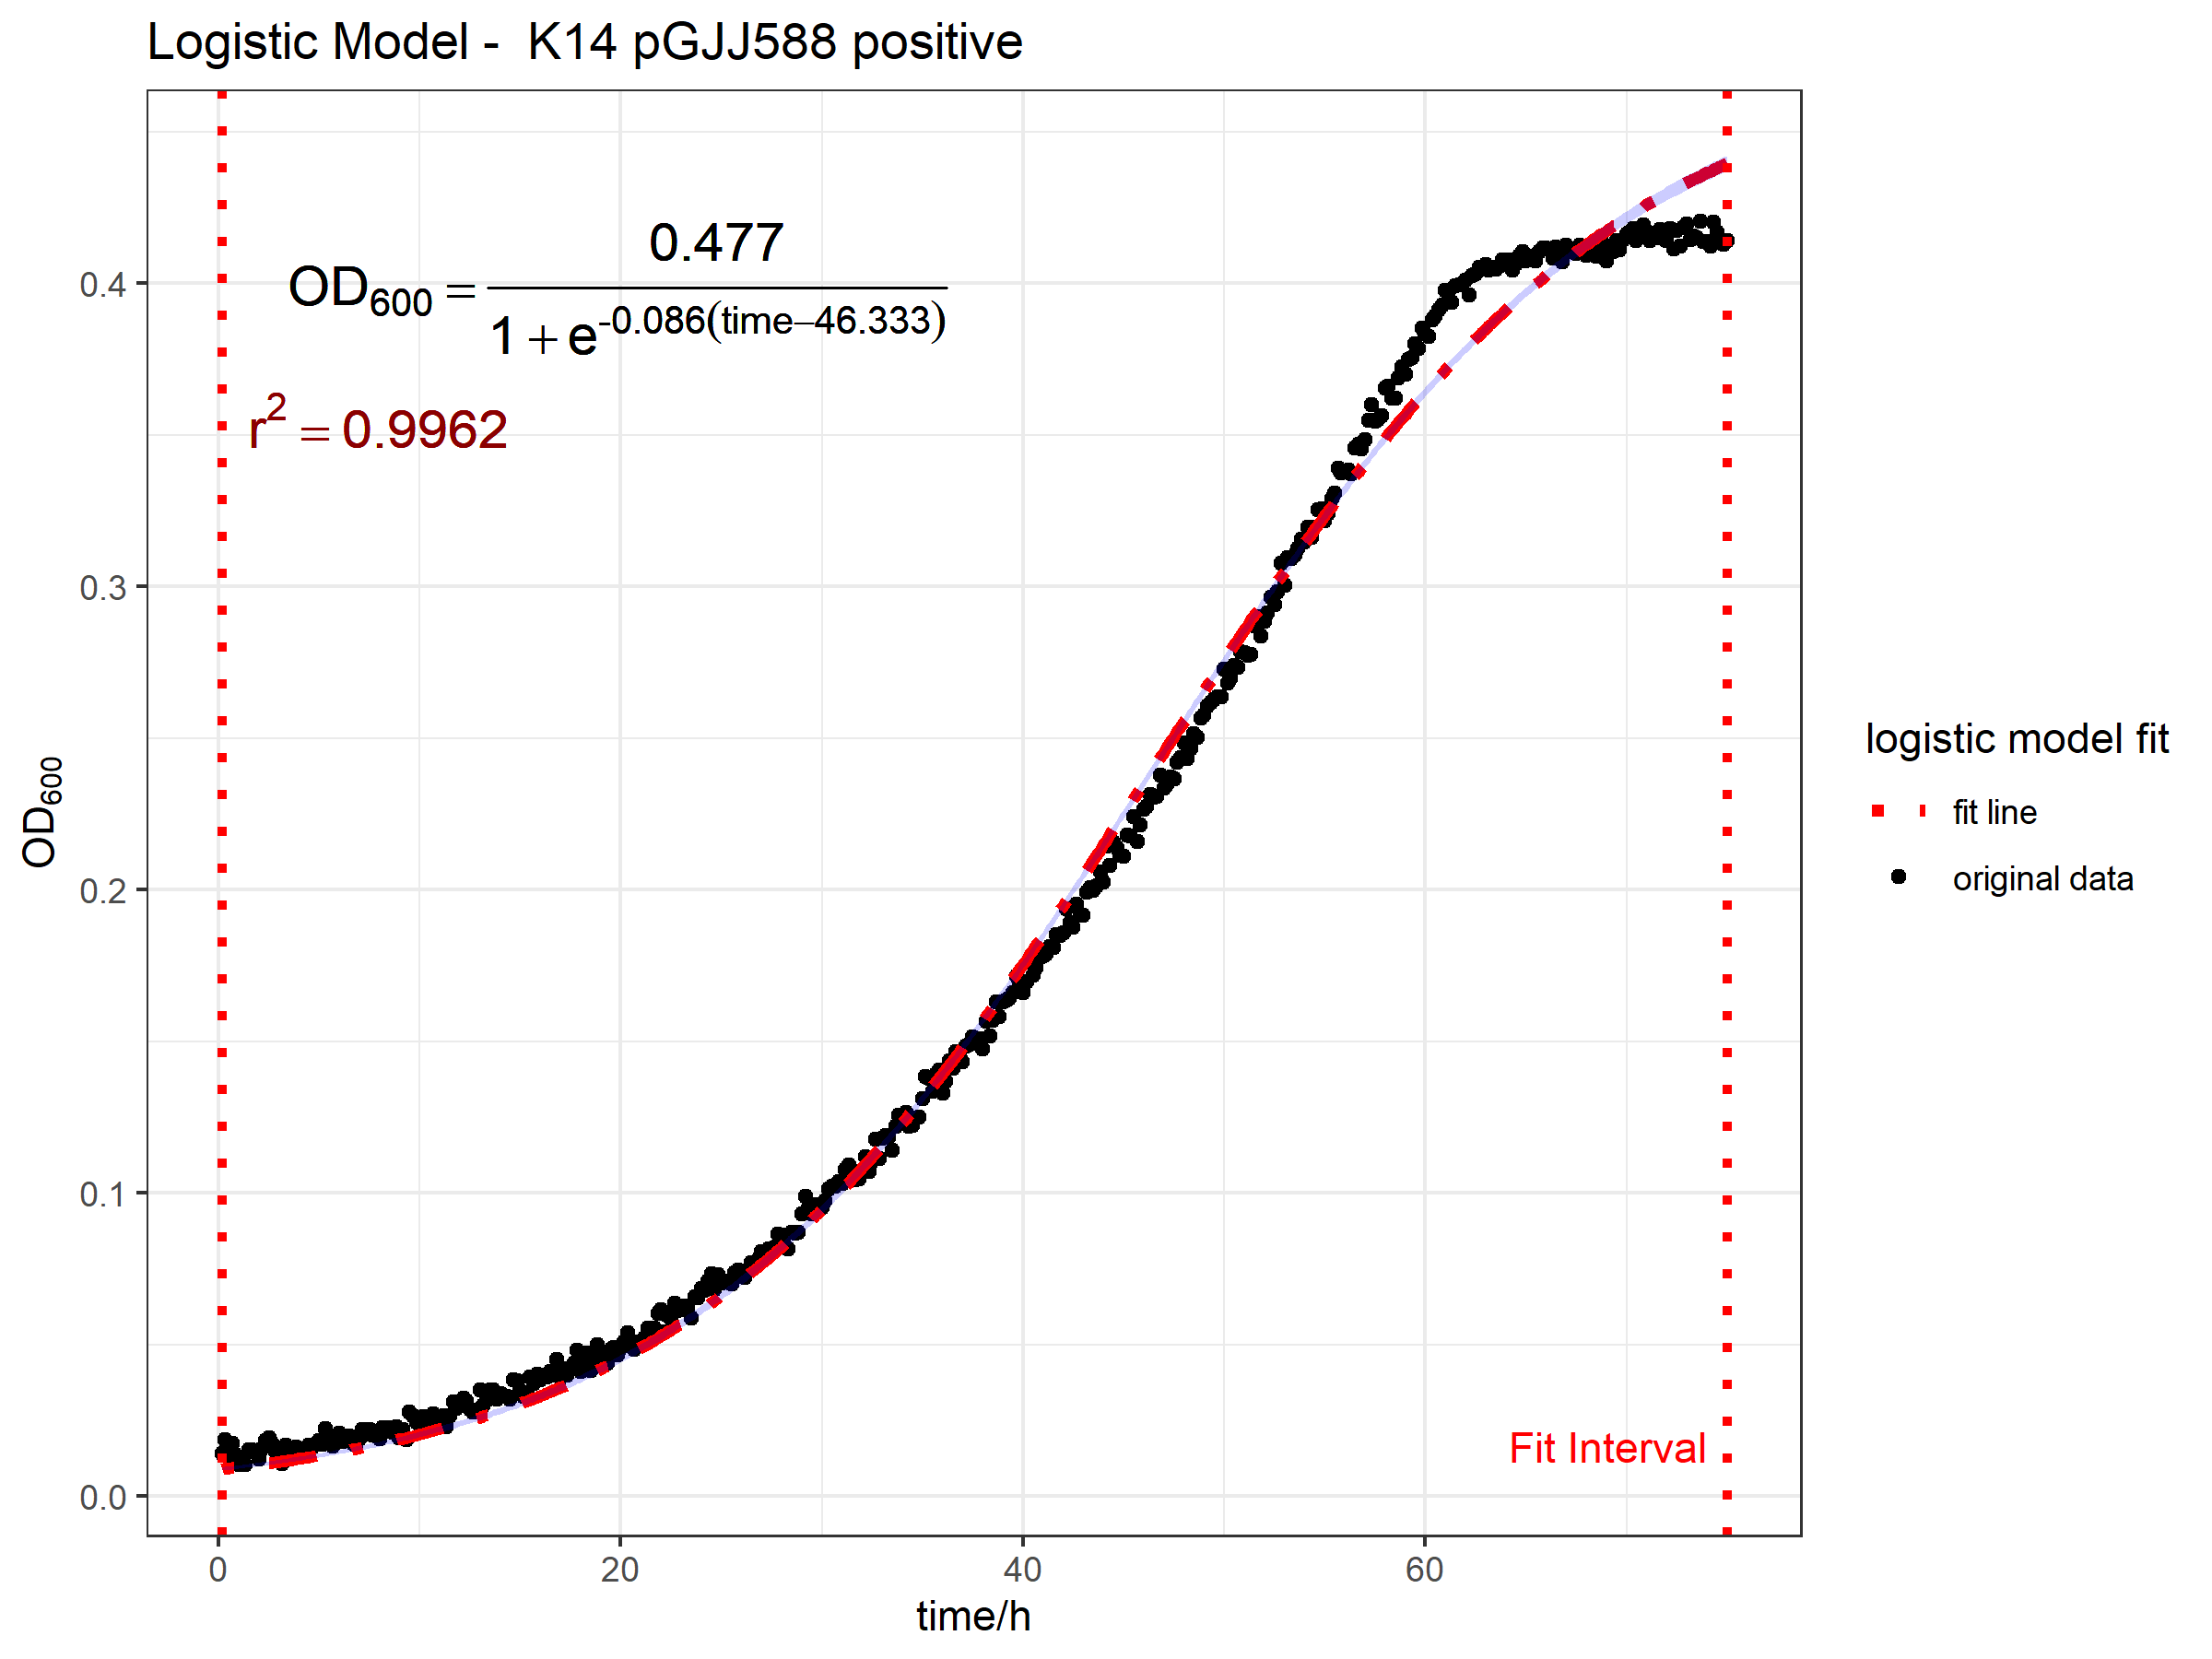 Logistic Model -  K14 pGJJ588 positive
OD₆₀₀ = 0.477 / 1 + e^-0.086(time−46.333)
r² = 0.9962
0.4
0.3
0.2
0.1
0.0
OD₆₀₀
0 20 40 60
time/h
Fit Interval
logistic model fit
fit line
original data